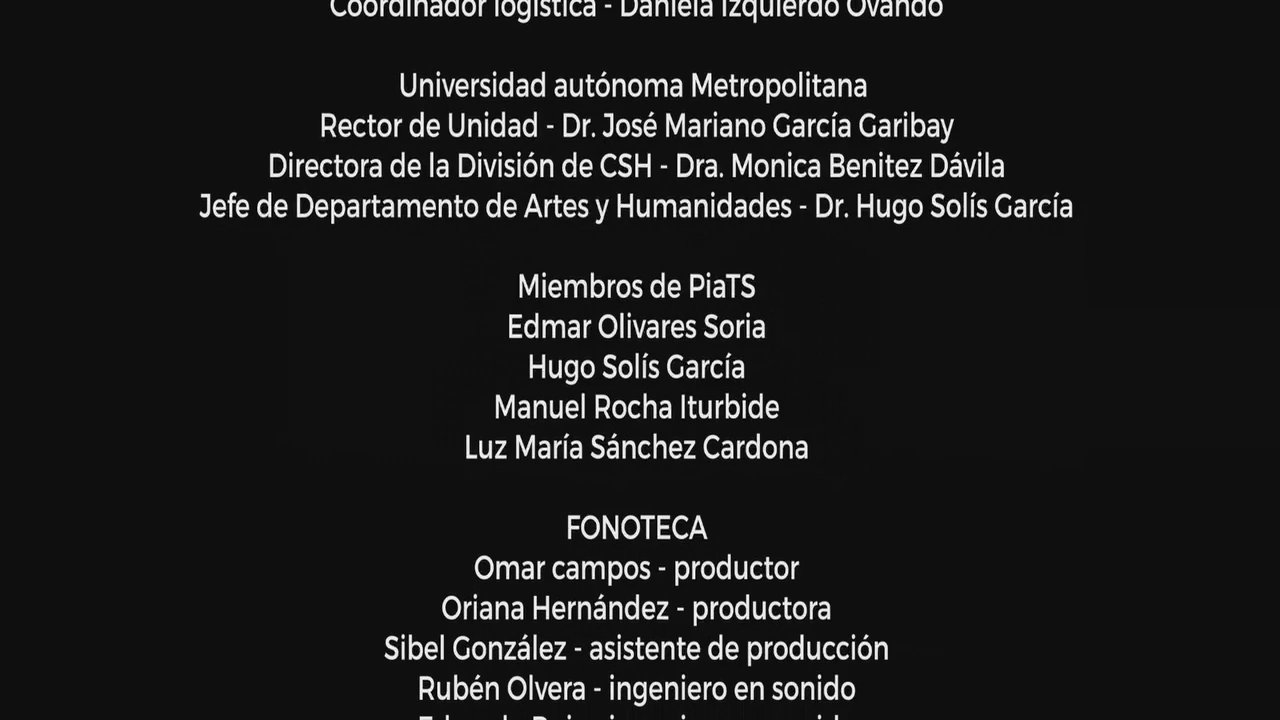 Coordinador logística - Daniela Izquierdo Ovando
Universidad autónoma Metropolitana
Rector de Unidad - Dr. José Mariano García Garibay
Directora de la División de CSH - Dra. Monica Benitez Dávila
Jefe de Departamento de Artes y Humanidades - Dr. Hugo Solís García
Miembros de PiaTS
Edmar Olivares Soria
Hugo Solís García
Manuel Rocha Iturbide
Luz María Sánchez Cardona
FONOTECA
Omar campos - productor
Oriana Hernández - productora
Sibel González - asistente de producción
Rubén Olvera - ingeniero en sonido